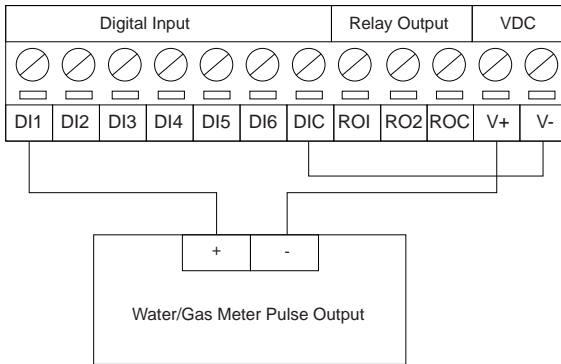 Digital Input Relay Output VDC
DI1 DI2 DI3 DI4 DI5 DI6 DIC ROI RO2 ROC V+ V-
+ -
Water/Gas Meter Pulse Output